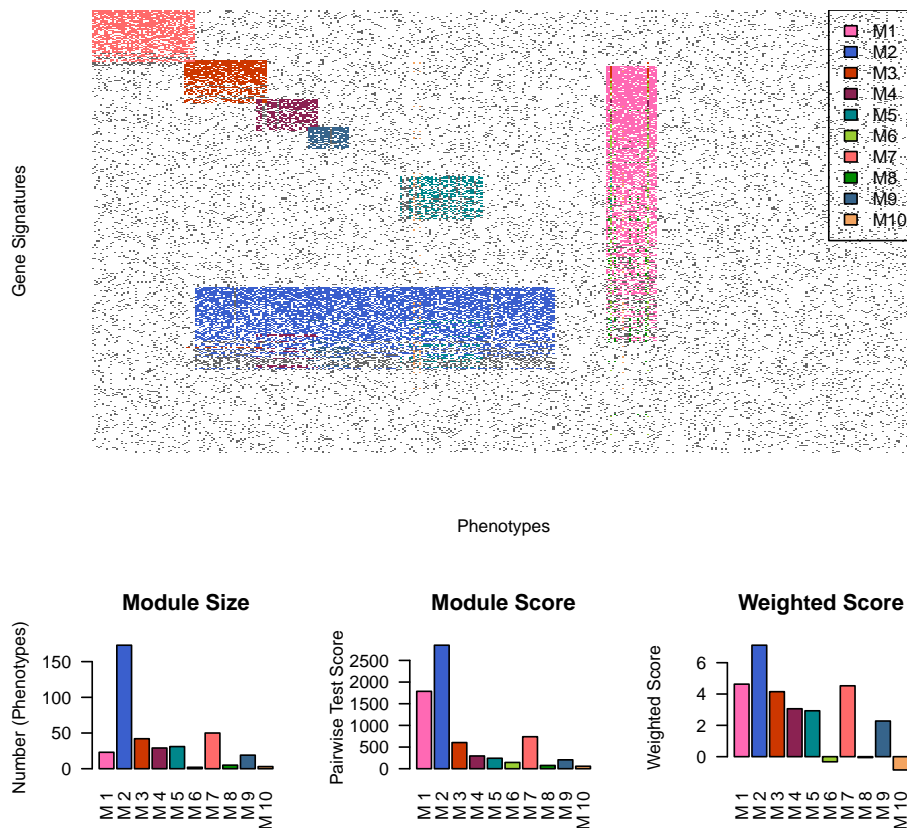 Gene Signatures
M1
M2
M3
M4
M5
M6
M7
M8
M9
M10
Phenotypes
Module Size
Number (Phenotypes)
150
100
50
0
M 1
M 2
M 3
M 4
M 5
M 6
M 7
M 8
M 9
M 10
Module Score
Pairwise Test Score
2500
2000
1500
1000
500
0
M 1
M 2
M 3
M 4
M 5
M 6
M 7
M 8
M 9
M 10
Weighted Score
Weighted Score
6
4
2
0
M 1
M 2
M 3
M 4
M 5
M 6
M 7
M 8
M 9
M 10